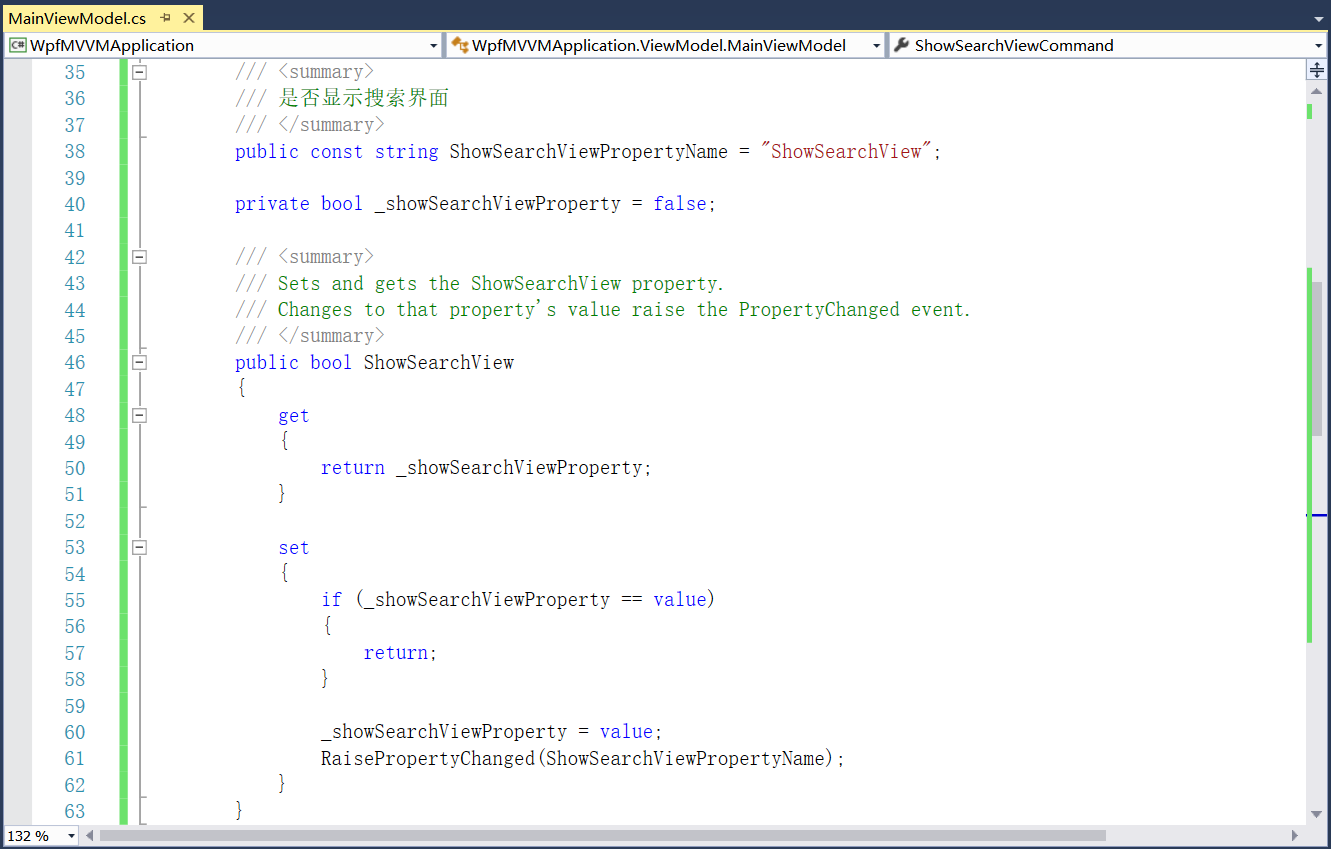 MainViewModel.cs
WpfMVVMApplication WpfMVVMApplication.ViewModel.MainViewModel ShowSearchViewCommand
35 /// <summary>
36 /// 是否显示搜索界面
37 /// </summary>
38 public const string ShowSearchViewPropertyName = "ShowSearchView";
39
40 private bool _showSearchViewProperty = false;
41
42 /// <summary>
43 /// Sets and gets the ShowSearchView property.
44 /// Changes to that property's value raise the PropertyChanged event.
45 /// </summary>
46 public bool ShowSearchView
47 {
48 get
49 {
50 return _showSearchViewProperty;
51 }
52
53 set
54 {
55 if (_showSearchViewProperty == value)
56 {
57 return;
58 }
59
60 _showSearchViewProperty = value;
61 RaisePropertyChanged(ShowSearchViewPropertyName);
62 }
63 }
132 %